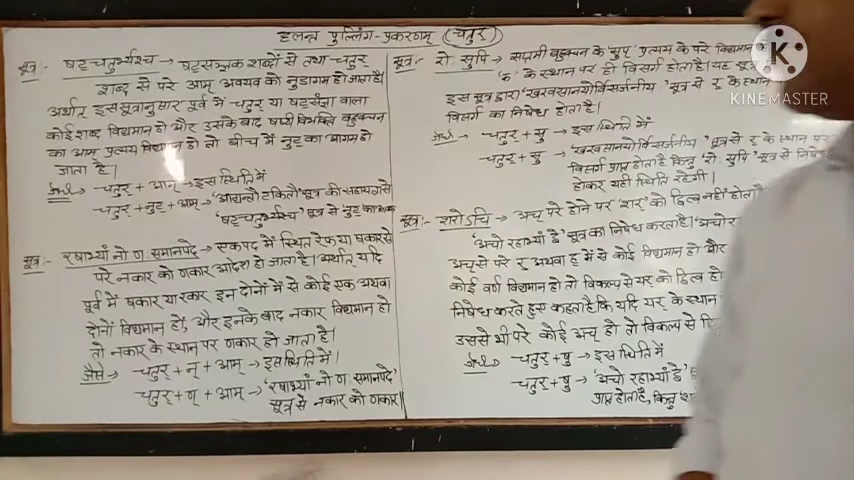 हलन्त पुल्लिंग-प्रकरणम् (चतुर्)
सूत्र:- षट्चतुर्भ्यश्च → षट्संज्ञक शब्दों से तथा चतुर्
शब्द से परे आम् अवयव को नुडागम हो जाता है।
अर्थात् इस सूत्रानुसार पूर्व में चतुर् या षट्संज्ञा वाला
कोई शब्द विद्यमान हो और उसके बाद षष्ठी विभक्ति बहुवचन
का आम् प्रत्यय विद्यमान हो तो बीच में नुट् का आगम हो
जाता है।
जैसे → चतुर् + आम् → इस स्थिति में
चतुर् + नुट् + आम् → 'आद्यन्तौ टकितौ' सूत्र की सहायता से
'षट्चतुर्भ्यश्च' सूत्र से नुट् का
सूत्र:- रषाभ्यां नो ण: समानपदे → एकपद में स्थित रेफ या षकार से
परे नकार को णकार आदेश हो जाता है। अर्थात् यदि
पूर्व में षकार या रकार इन दोनों में से कोई एक अथवा
दोनों विद्यमान हों, और इनके बाद नकार विद्यमान हो
तो नकार के स्थान पर णकार हो जाता है।
जैसे → चतुर् + न् + आम् → इस स्थिति में।
चतुर् + ण् + आम् → 'रषाभ्यां नो ण: समानपदे'
सूत्र से नकार को णकार।
सूत्र:- रो: सुपि → सप्तमी बहुवचन के 'सुप्' प्रत्यय के परे विद्यमान
के स्थान पर ही विसर्ग होता है। यह सूत्र
इस सूत्र द्वारा 'खरवसानयोर्विसर्जनीय' सूत्र से र् के स्थान
विसर्ग का निषेध होता है।
जैसे → चतुर् + सु → इस स्थिति में
चतुर् + सु → 'खरवसानयोर्विसर्जनीय' सूत्र से र् के स्थान पर
विसर्ग प्राप्त होता है किन्तु 'रो: सुपि' सूत्र से निषेध
होकर यही स्थिति रहेगी।
सूत्र:- शरोऽचि → अच् परे होने पर 'शर्' को द्वित्व नहीं होता
'अचो रहाभ्यां द्वे' सूत्र का निषेध करता है। 'अचो र
अच् से परे र् अथवा ह् में से कोई विद्यमान हो और
कोई वर्ण विद्यमान हो तो विकल्प से यर् को द्वित्व हो
निषेध करते हुए कहता है कि यदि यर् के स्थान
उससे भी परे कोई अच् हो तो विकल्प से
जैसे → चतुर् + षु → इस स्थिति में
चतुर् + षु → 'अचो रहाभ्यां द्वे'
प्राप्त होता है, किन्तु
KINEMASTER